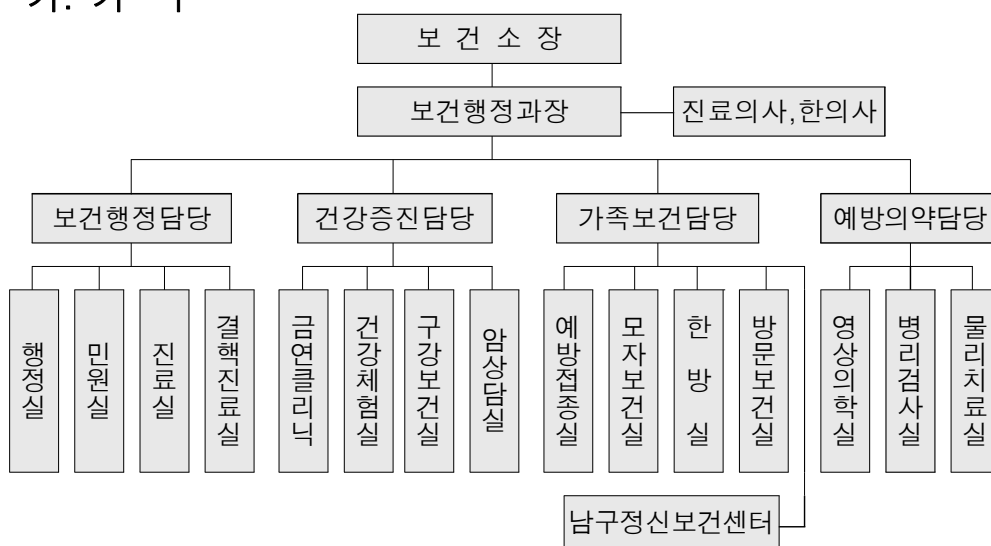 보 건 소 장
보건행정과장
진료의사,한의사
보건행정담당
건강증진담당
가족보건담당
예방의약담당
행정실
민원실
진료실
결핵진료실
금연클리닉
건강체험실
구강보건실
암상담실
예방접종실
모자보건실
한 방 실
방문보건실
영상의학실
병리검사실
물리치료실
남구정신보건센터